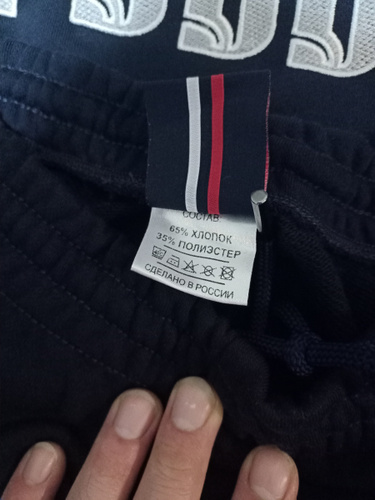 СОСТАВ:
65% ХЛОПОК
35% ПОЛИЭСТЕР
СДЕЛАНО В РОССИИ